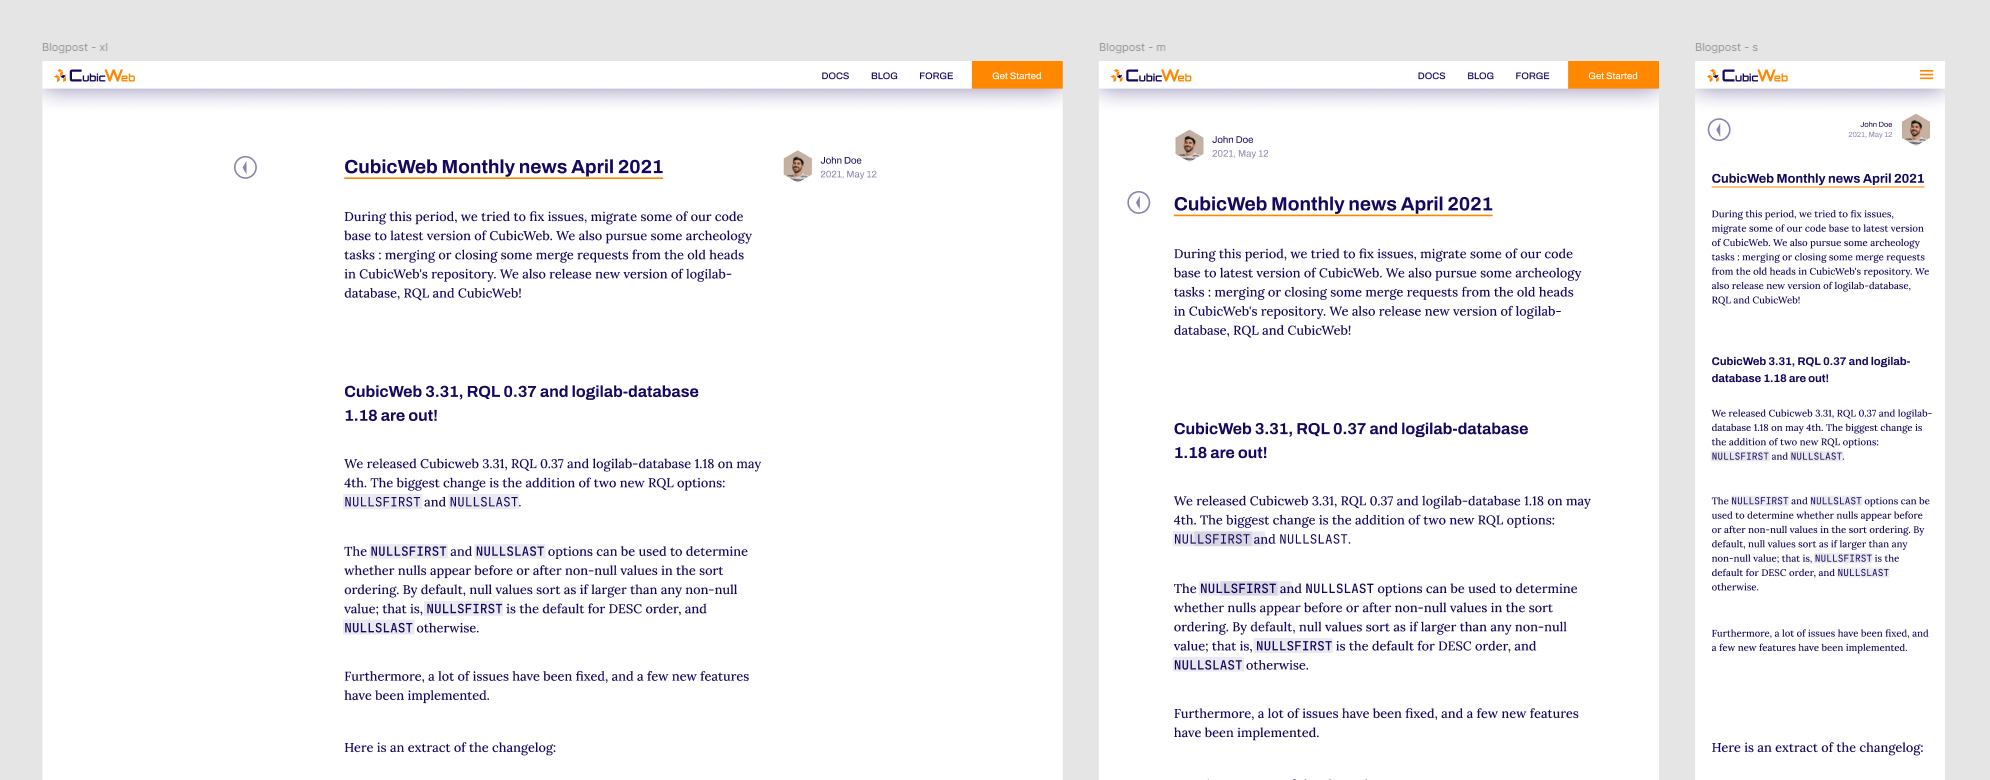 Blogpost - xl
CubicWeb
DOCS BLOG FORGE Get Started
CubicWeb Monthly news April 2021
John Doe
2021, May 12
During this period, we tried to fix issues, migrate some of our code
base to latest version of CubicWeb. We also pursue some archeology
tasks : merging or closing some merge requests from the old heads
in CubicWeb's repository. We also release new version of logilab-
database, RQL and CubicWeb!
CubicWeb 3.31, RQL 0.37 and logilab-database
1.18 are out!
We released Cubicweb 3.31, RQL 0.37 and logilab-database 1.18 on may
4th. The biggest change is the addition of two new RQL options:
NULLSFIRST and NULLSLAST.
The NULLSFIRST and NULLSLAST options can be used to determine
whether nulls appear before or after non-null values in the sort
ordering. By default, null values sort as if larger than any non-null
value; that is, NULLSFIRST is the default for DESC order, and
NULLSLAST otherwise.
Furthermore, a lot of issues have been fixed, and a few new features
have been implemented.
Here is an extract of the changelog:
Blogpost - m
CubicWeb
DOCS BLOG FORGE Get Started
John Doe
2021, May 12
CubicWeb Monthly news April 2021
During this period, we tried to fix issues, migrate some of our code
base to latest version of CubicWeb. We also pursue some archeology
tasks : merging or closing some merge requests from the old heads
in CubicWeb's repository. We also release new version of logilab-
database, RQL and CubicWeb!
CubicWeb 3.31, RQL 0.37 and logilab-database
1.18 are out!
We released Cubicweb 3.31, RQL 0.37 and logilab-database 1.18 on may
4th. The biggest change is the addition of two new RQL options:
NULLSFIRST and NULLSLAST.
The NULLSFIRST and NULLSLAST options can be used to determine
whether nulls appear before or after non-null values in the sort
ordering. By default, null values sort as if larger than any non-null
value; that is, NULLSFIRST is the default for DESC order, and
NULLSLAST otherwise.
Furthermore, a lot of issues have been fixed, and a few new features
have been implemented.
Blogpost - s
CubicWeb
John Doe
2021, May 12
CubicWeb Monthly news April 2021
During this period, we tried to fix issues,
migrate some of our code base to latest version
of CubicWeb. We also pursue some archeology
tasks : merging or closing some merge requests
from the old heads in CubicWeb's repository. We
also release new version of logilab-database,
RQL and CubicWeb!
CubicWeb 3.31, RQL 0.37 and logilab-
database 1.18 are out!
We released Cubicweb 3.31, RQL 0.37 and logilab-
database 1.18 on may 4th. The biggest change is
the addition of two new RQL options:
NULLSFIRST and NULLSLAST.
The NULLSFIRST and NULLSLAST options can be
used to determine whether nulls appear before
or after non-null values in the sort ordering. By
default, null values sort as if larger than any
non-null value; that is, NULLSFIRST is the
default for DESC order, and NULLSLAST
otherwise.
Furthermore, a lot of issues have been fixed, and
a few new features have been implemented.
Here is an extract of the changelog: